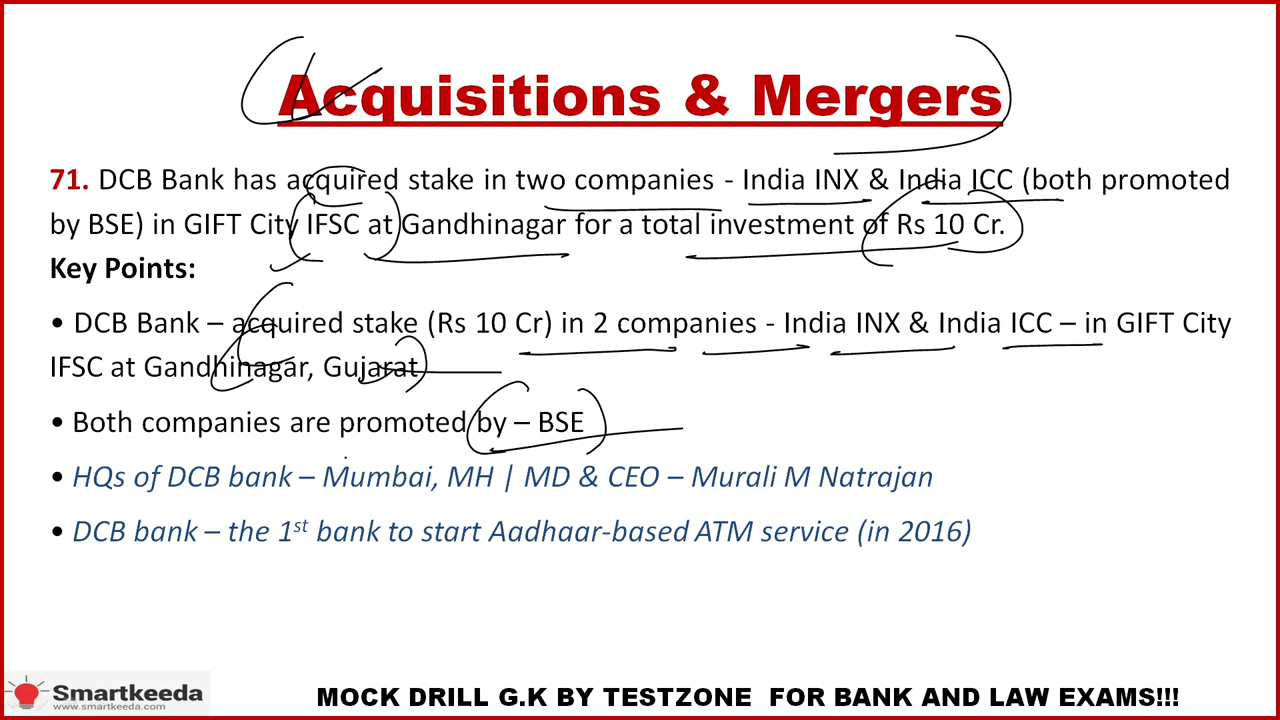 Acquisitions & Mergers
71. DCB Bank has acquired stake in two companies - India INX & India ICC (both promoted
by BSE) in GIFT City IFSC at Gandhinagar for a total investment of Rs 10 Cr.
Key Points:
• DCB Bank – acquired stake (Rs 10 Cr) in 2 companies - India INX & India ICC – in GIFT City
IFSC at Gandhinagar, Gujarat
• Both companies are promoted by – BSE
• HQs of DCB bank – Mumbai, MH | MD & CEO – Murali M Natrajan
• DCB bank – the 1st bank to start Aadhaar-based ATM service (in 2016)
Smartkeeda
www.smartkeeda.com
MOCK DRILL G.K BY TESTZONE FOR BANK AND LAW EXAMS!!!